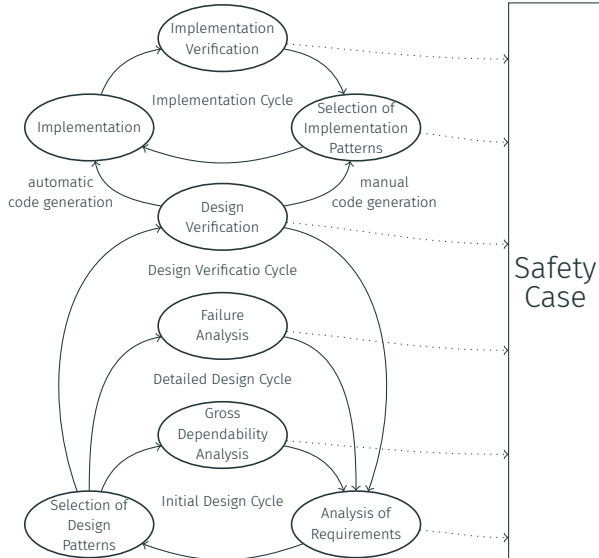 Implementation
Verification
Implementation Cycle
Implementation
Selection of
Implementation
Patterns
automatic
code generation
manual
code generation
Design
Verification
Design Verificatio Cycle
Safety
Case
Failure
Analysis
Detailed Design Cycle
Gross
Dependability
Analysis
Initial Design Cycle
Selection of
Design
Patterns
Analysis of
Requirements